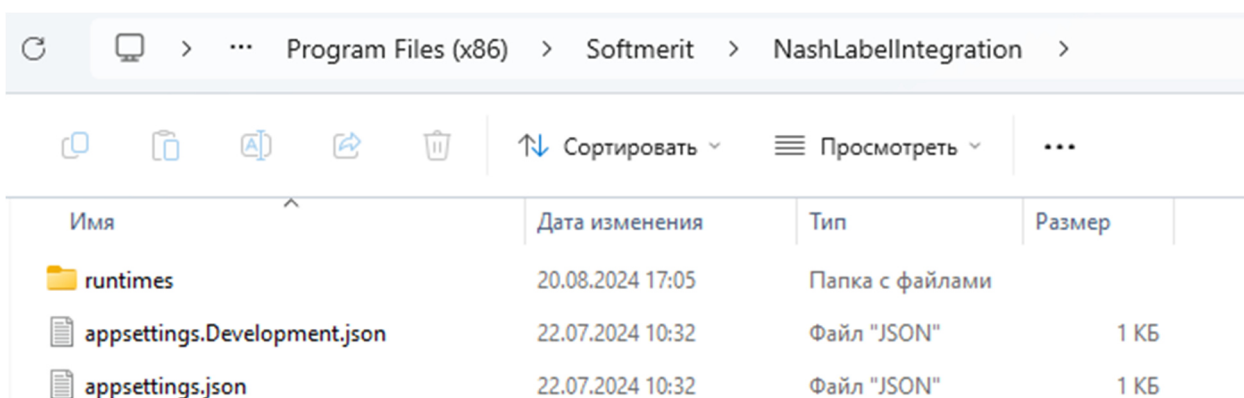 > ... Program Files (x86) > Softmerit > NashLabelIntegration >
Сортировать Просмотреть ...
Имя Дата изменения Тип Размер
runtimes 20.08.2024 17:05 Папка с файлами
appsettings.Development.json 22.07.2024 10:32 Файл "JSON" 1 КБ
appsettings.json 22.07.2024 10:32 Файл "JSON" 1 КБ